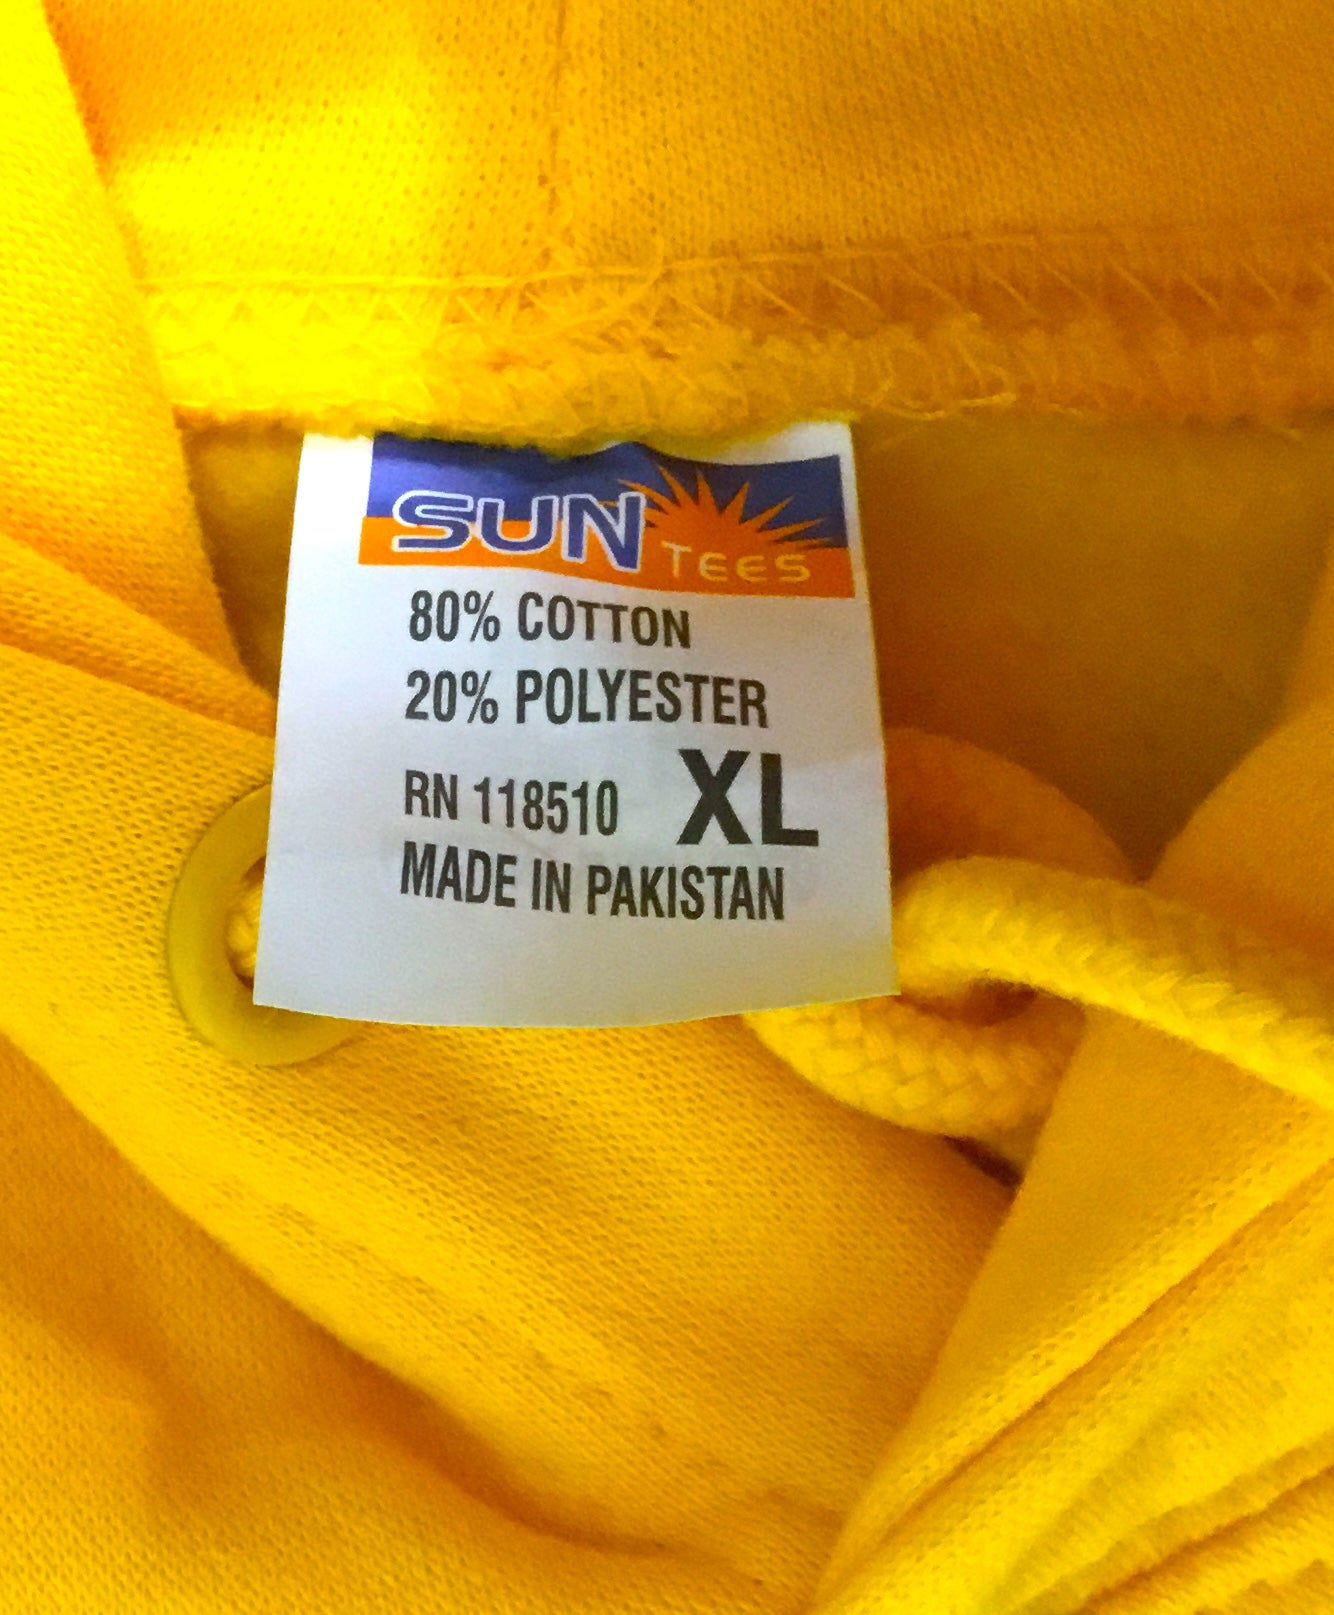 SUN TEES
80% COTTON
20% POLYESTER
RN 118510 XL
MADE IN PAKISTAN